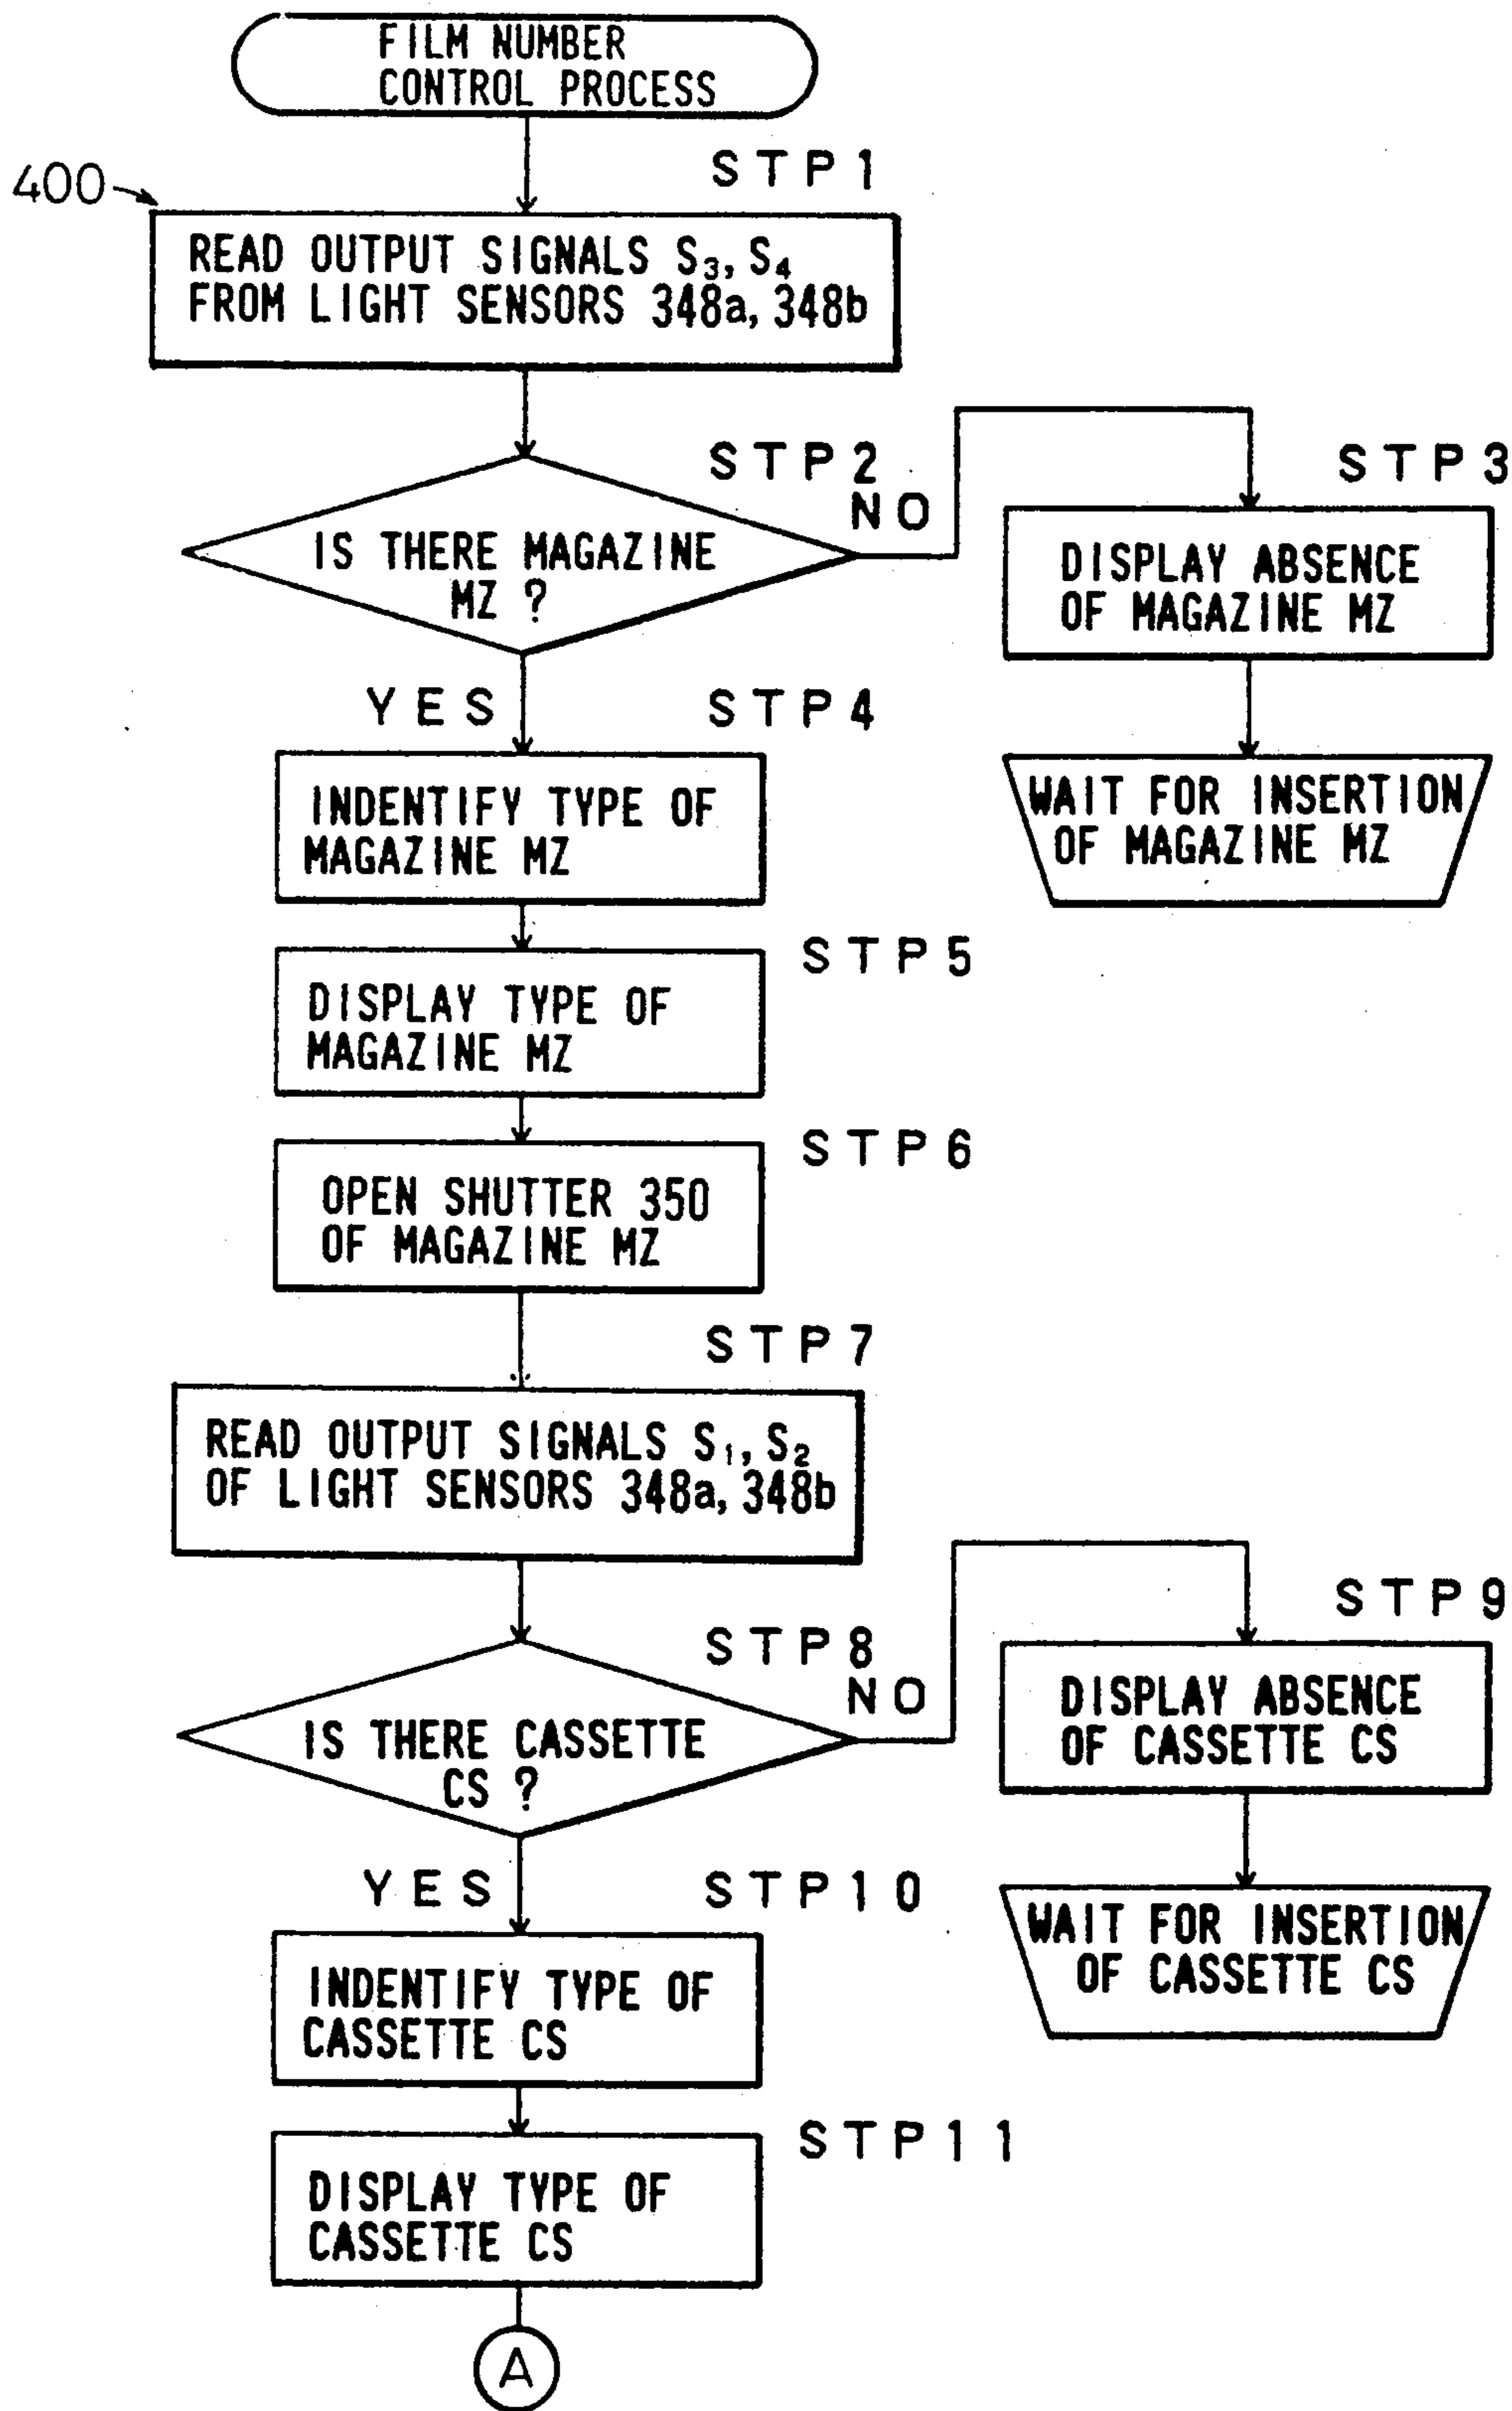 FILM NUMBER
CONTROL PROCESS
400
STP1
READ OUTPUT SIGNALS S₃, S₄
FROM LIGHT SENSORS 348a, 348b
STP2
NO
IS THERE MAGAZINE
MZ ?
STP3
DISPLAY ABSENCE
OF MAGAZINE MZ
WAIT FOR INSERTION
OF MAGAZINE MZ
YES
STP4
INDENTIFY TYPE OF
MAGAZINE MZ
STP5
DISPLAY TYPE OF
MAGAZINE MZ
STP6
OPEN SHUTTER 350
OF MAGAZINE MZ
STP7
READ OUTPUT SIGNALS S₁, S₂
OF LIGHT SENSORS 348a, 348b
STP8
NO
IS THERE CASSETTE
CS ?
STP9
DISPLAY ABSENCE
OF CASSETTE CS
WAIT FOR INSERTION
OF CASSETTE CS
YES
STP10
INDENTIFY TYPE OF
CASSETTE CS
STP11
DISPLAY TYPE OF
CASSETTE CS
A